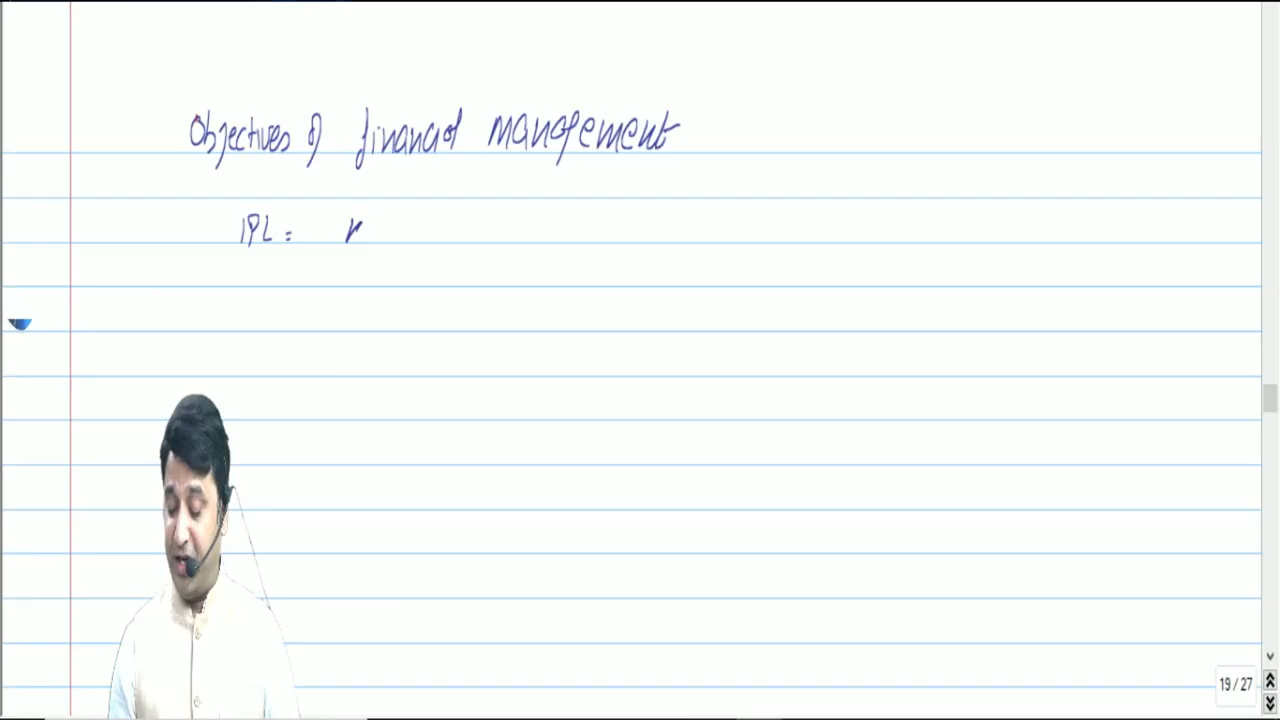 Objectives of financial management
IPL =
19 / 27